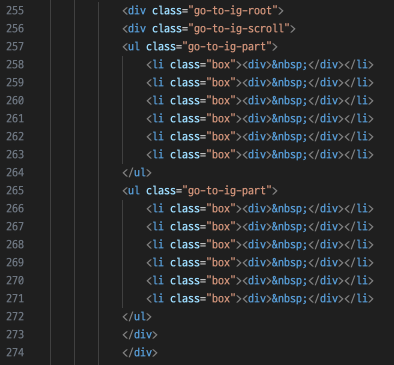 255 <div class="go-to-ig-root">
256 <div class="go-to-ig-scroll">
257 <ul class="go-to-ig-part">
258 <li class="box"><div>&nbsp;</div></li>
259 <li class="box"><div>&nbsp;</div></li>
260 <li class="box"><div>&nbsp;</div></li>
261 <li class="box"><div>&nbsp;</div></li>
262 <li class="box"><div>&nbsp;</div></li>
263 <li class="box"><div>&nbsp;</div></li>
264 </ul>
265 <ul class="go-to-ig-part">
266 <li class="box"><div>&nbsp;</div></li>
267 <li class="box"><div>&nbsp;</div></li>
268 <li class="box"><div>&nbsp;</div></li>
269 <li class="box"><div>&nbsp;</div></li>
270 <li class="box"><div>&nbsp;</div></li>
271 <li class="box"><div>&nbsp;</div></li>
272 </ul>
273 </div>
274 </div>